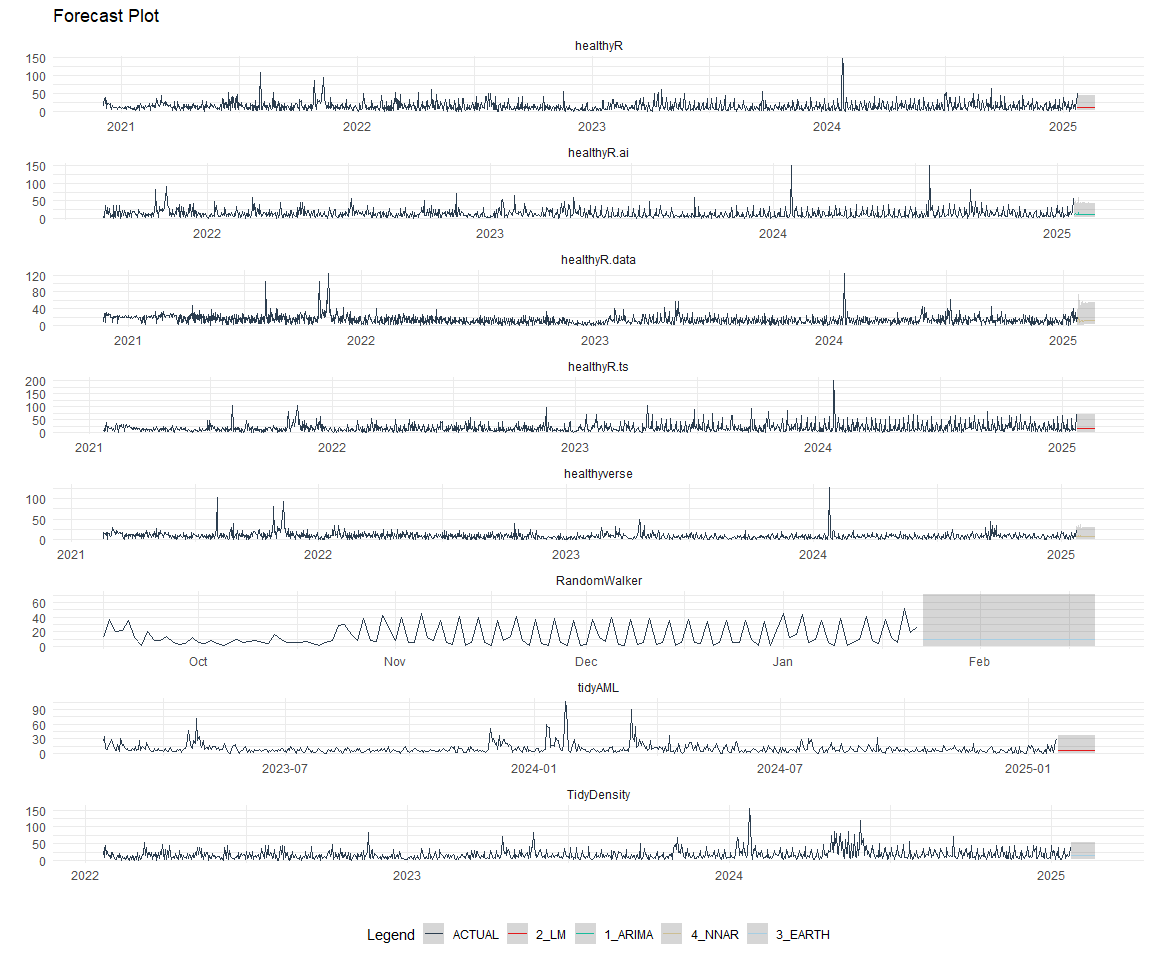 Forecast Plot
healthyR
150
100
50
0
2021 2022 2023 2024 2025
healthyR.ai
150
100
50
0
2022 2023 2024 2025
healthyR.data
120
80
40
0
2021 2022 2023 2024 2025
healthyR.ts
200
150
100
50
0
2021 2022 2023 2024 2025
healthyverse
100
50
0
2021 2022 2023 2024 2025
RandomWalker
60
40
20
0
Oct Nov Dec Jan Feb
tidyAML
90
60
30
0
2023-07 2024-01 2024-07 2025-01
TidyDensity
150
100
50
0
2022 2023 2024 2025
Legend ACTUAL 2_LM 1_ARIMA 4_NNAR 3_EARTH